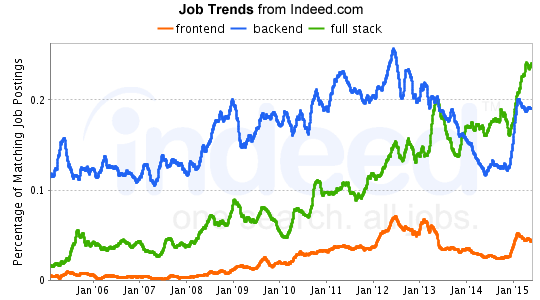 Job Trends from Indeed.com
frontend backend full stack
Percentage of Matching Job Postings
0.2
0.1
0
Jan'06 Jan'07 Jan'08 Jan'09 Jan'10 Jan'11 Jan'12 Jan'13 Jan'14 Jan'15
indeed
TM
one search. all jobs.